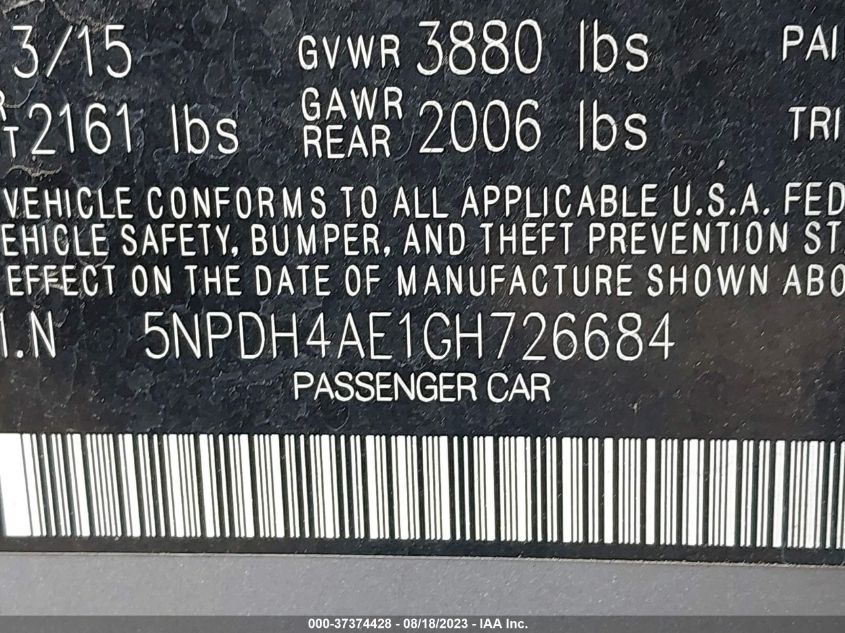 3/15 GVWR 3880 lbs PAI
R GAWR
T 2161 lbs REAR 2006 lbs TRI
VEHICLE CONFORMS TO ALL APPLICABLE U.S.A. FED
EHICLE SAFETY, BUMPER, AND THEFT PREVENTION ST
EFFECT ON THE DATE OF MANUFACTURE SHOWN ABO
I.N 5NPDH4AE1GH726684
PASSENGER CAR
000-37374428 - 08/18/2023 - IAA Inc.